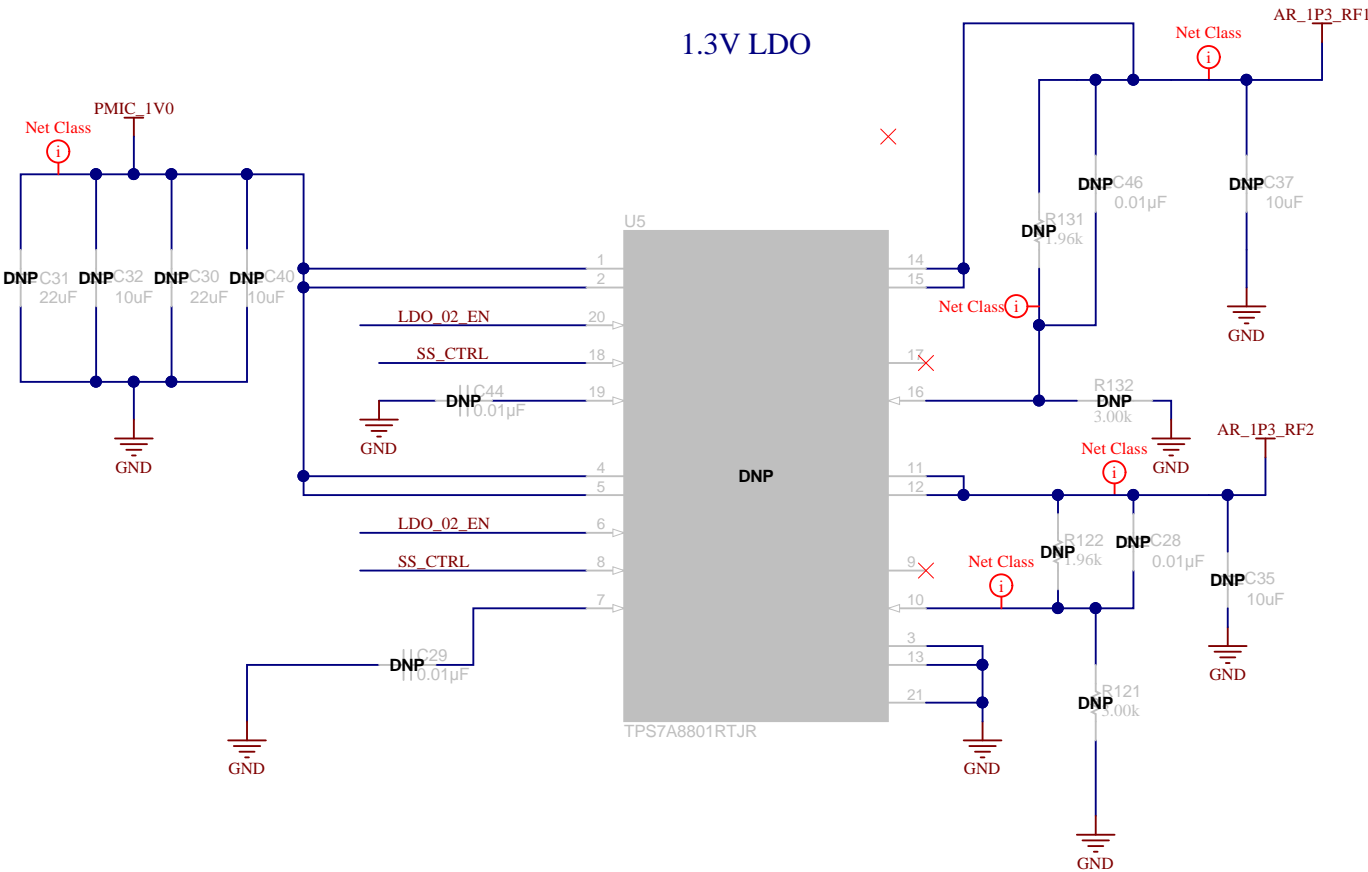 1.3V LDO
AR_1P3_RF1
Net Class
i
PMIC_1V0
Net Class
i
DNP C31
22uF
DNP C32
10uF
DNP C30
22uF
DNP C40
10uF
GND
U5
1
2
LDO_02_EN
20
SS_CTRL
18
DNP C44
0.01µF
19
GND
4
5
LDO_02_EN
6
SS_CTRL
8
7
DNP C29
0.01µF
GND
DNP
TPS7A8801RTJR
14
15
17
16
11
12
9
10
3
13
21
GND
DNP C46
0.01µF
DNP C37
10uF
GND
R131
DNP
1.96k
Net Class
i
R132
DNP
3.00k
GND
AR_1P3_RF2
Net Class
i
R122
DNP
1.96k
DNP C28
0.01µF
DNP C35
10uF
GND
Net Class
i
R121
DNP
3.00k
GND